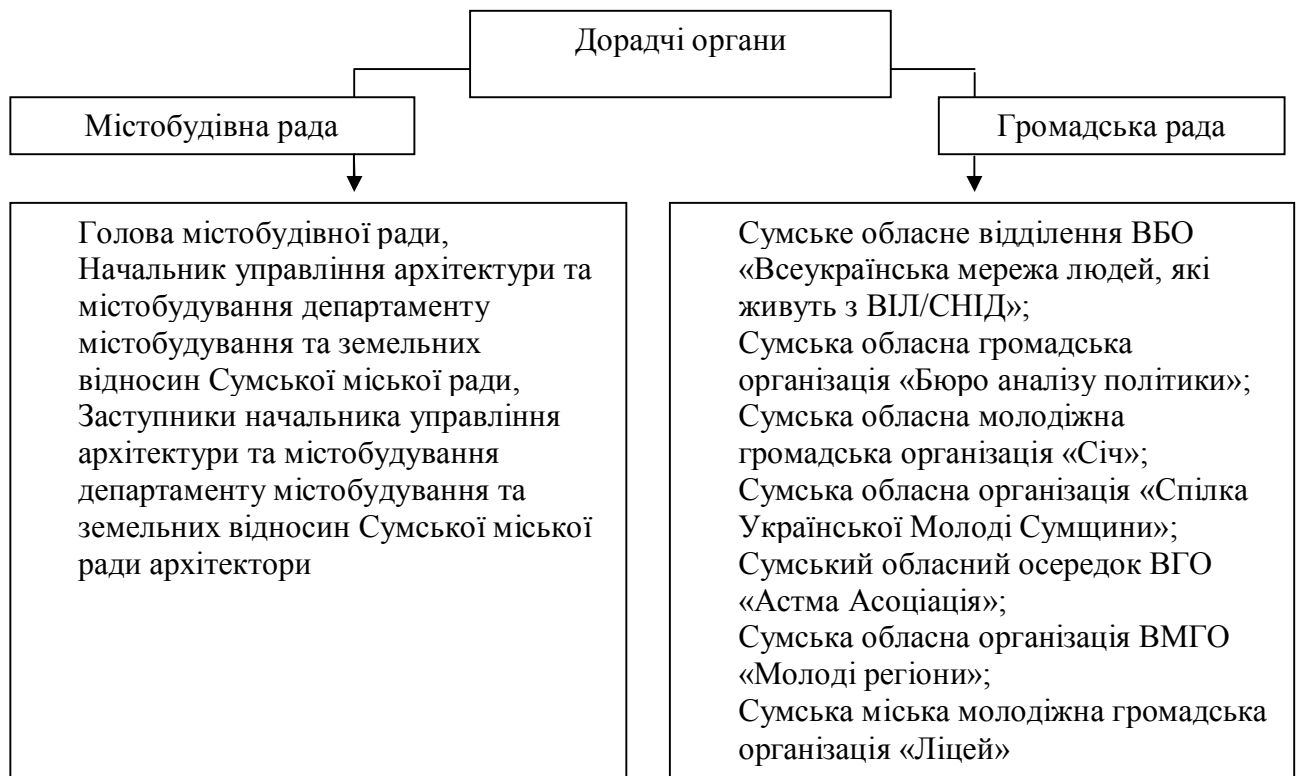 Дорадчі органи
Містобудівна рада
Громадська рада
Голова містобудівної ради,
Начальник управління архітектури та
містобудування департаменту
містобудування та земельних
відносин Сумської міської ради,
Заступники начальника управління
архітектури та містобудування
департаменту містобудування та
земельних відносин Сумської міської
ради архітектори
Сумське обласне відділення ВБО
«Всеукраїнська мережа людей, які
живуть з ВІЛ/СНІД»;
Сумська обласна громадська
організація «Бюро аналізу політики»;
Сумська обласна молодіжна
громадська організація «Січ»;
Сумська обласна організація «Спілка
Української Молоді Сумщини»;
Сумський обласний осередок ВГО
«Астма Асоціація»;
Сумська обласна організація ВМГО
«Молоді регіони»;
Сумська міська молодіжна громадська
організація «Ліцей»